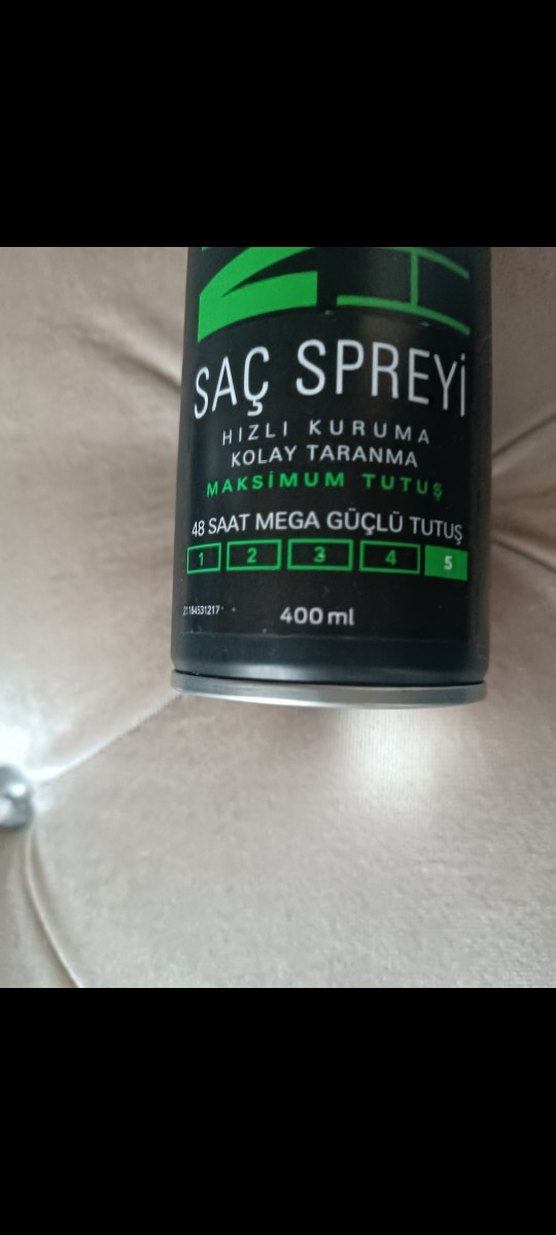 SAÇ SPREYİ
HIZLI KURUMA
KOLAY TARANMA
MAKSİMUM TUTUŞ
48 SAAT MEGA GÜÇLÜ TUTUŞ
1 2 3 4 5
400 ml